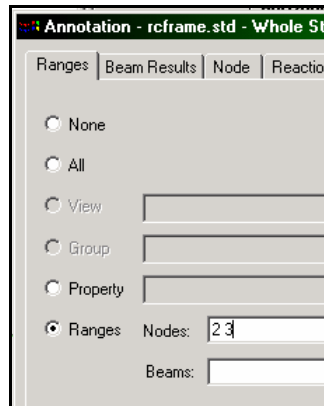 Annotation - rcframe.std - Whole St
Ranges Beam Results Node Reactio
None
All
View
Group
Property
Ranges Nodes: 2 3
Beams: